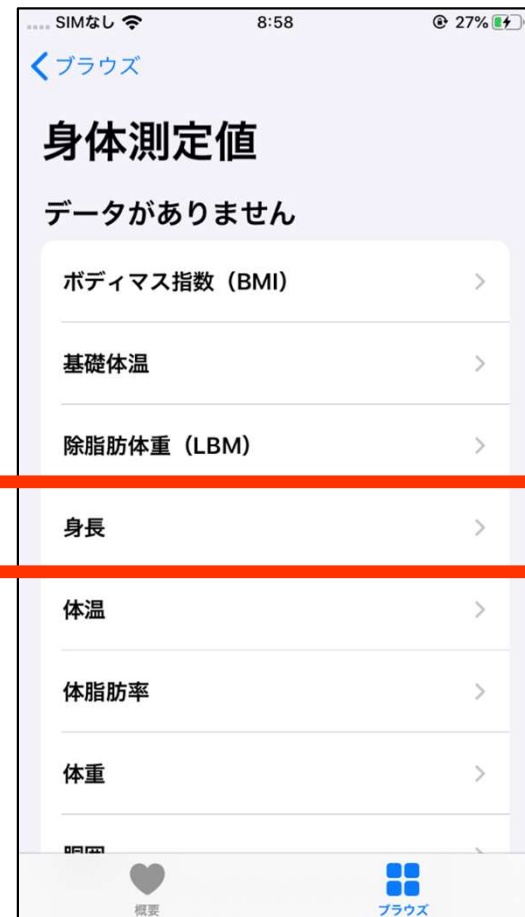 SIMなし 8:58 27%
ブラウズ
身体測定値
データがありません
ボディマス指数（BMI）
基礎体温
除脂肪体重（LBM）
身長
体温
体脂肪率
体重
概要 ブラウズ